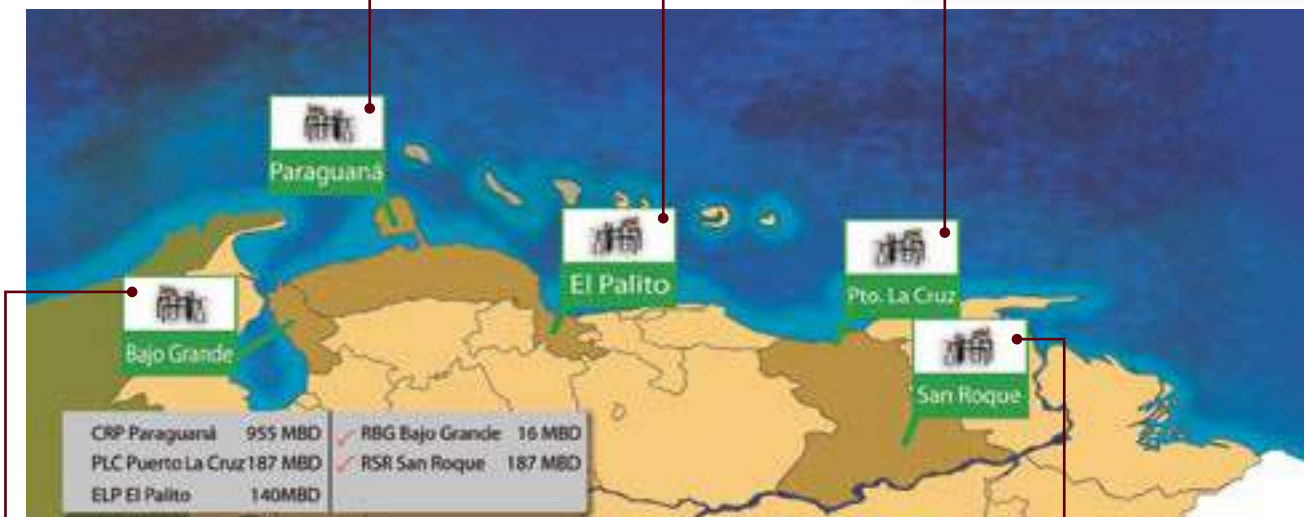 Paraguaná
El Palito
Pto. La Cruz
Bajo Grande
San Roque
CRP Paraguaná 955 MBD
PLC Puerto La Cruz 187 MBD
ELP El Palito 140MBD
RBG Bajo Grande 16 MBD
RSR San Roque 187 MBD